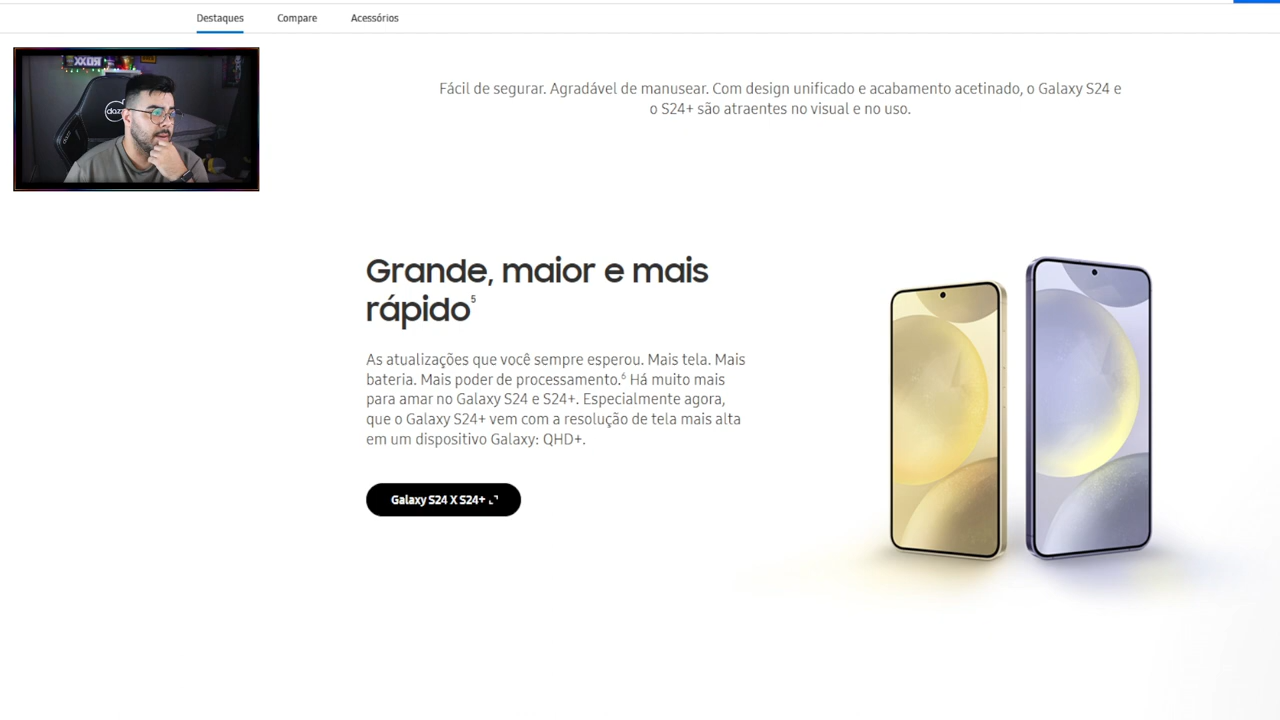 Destaques Compare Acessórios
Fácil de segurar. Agradável de manusear. Com design unificado e acabamento acetinado, o Galaxy S24 e
o S24+ são atraentes no visual e no uso.
Grande, maior e mais
rápido⁵
As atualizações que você sempre esperou. Mais tela. Mais
bateria. Mais poder de processamento.⁶ Há muito mais
para amar no Galaxy S24 e S24+. Especialmente agora,
que o Galaxy S24+ vem com a resolução de tela mais alta
em um dispositivo Galaxy: QHD+.
Galaxy S24 X S24+